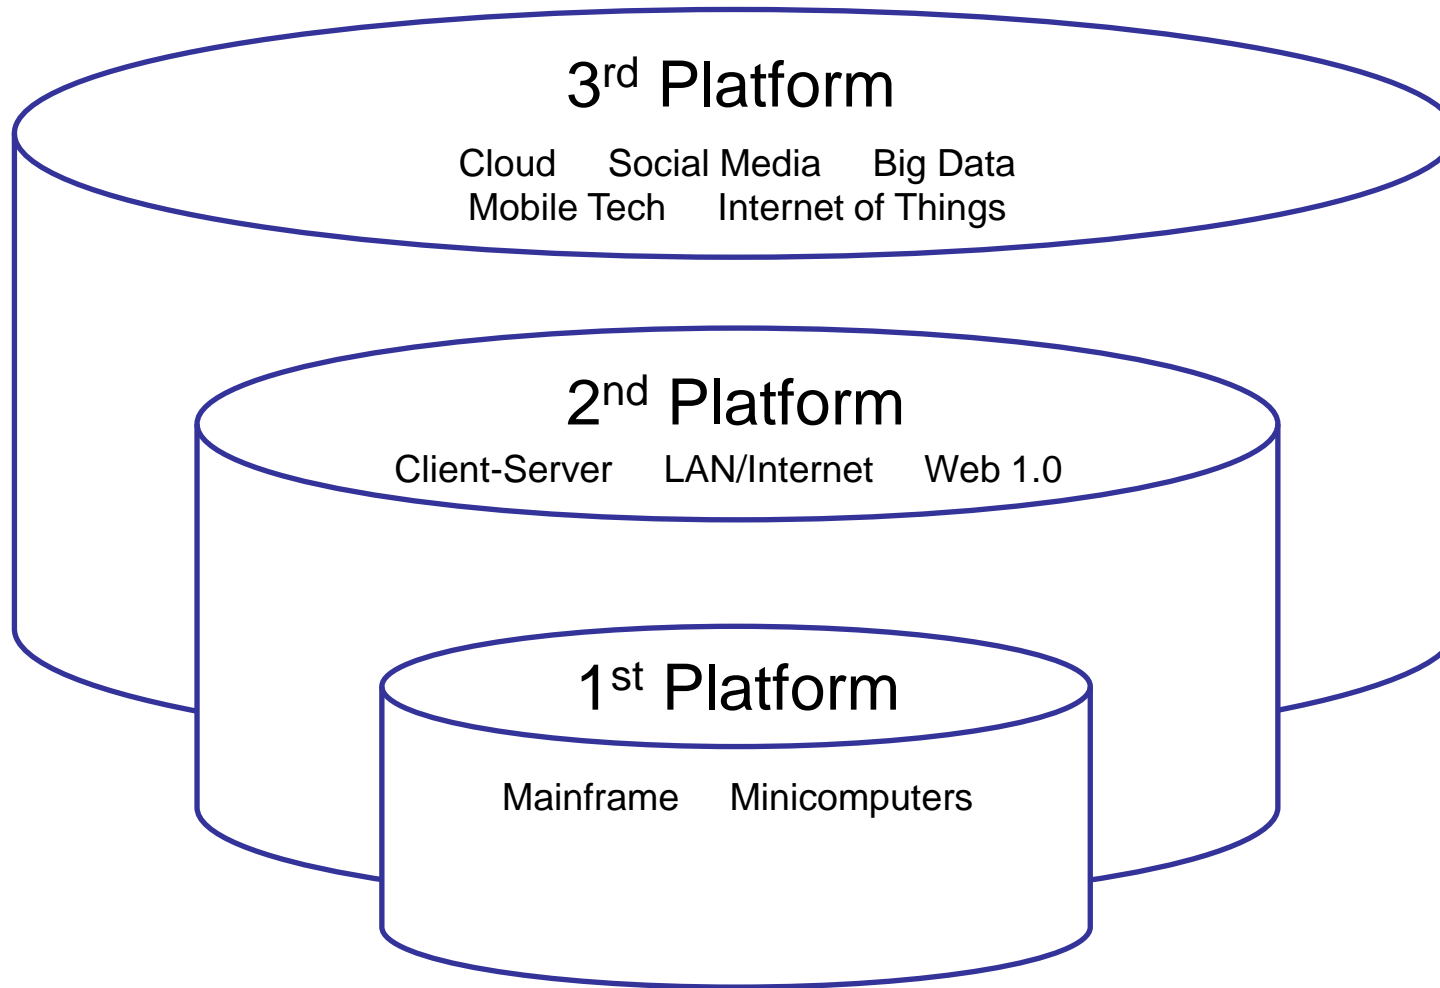 3rd Platform
Cloud Social Media Big Data
Mobile Tech Internet of Things
2nd Platform
Client-Server LAN/Internet Web 1.0
1st Platform
Mainframe Minicomputers